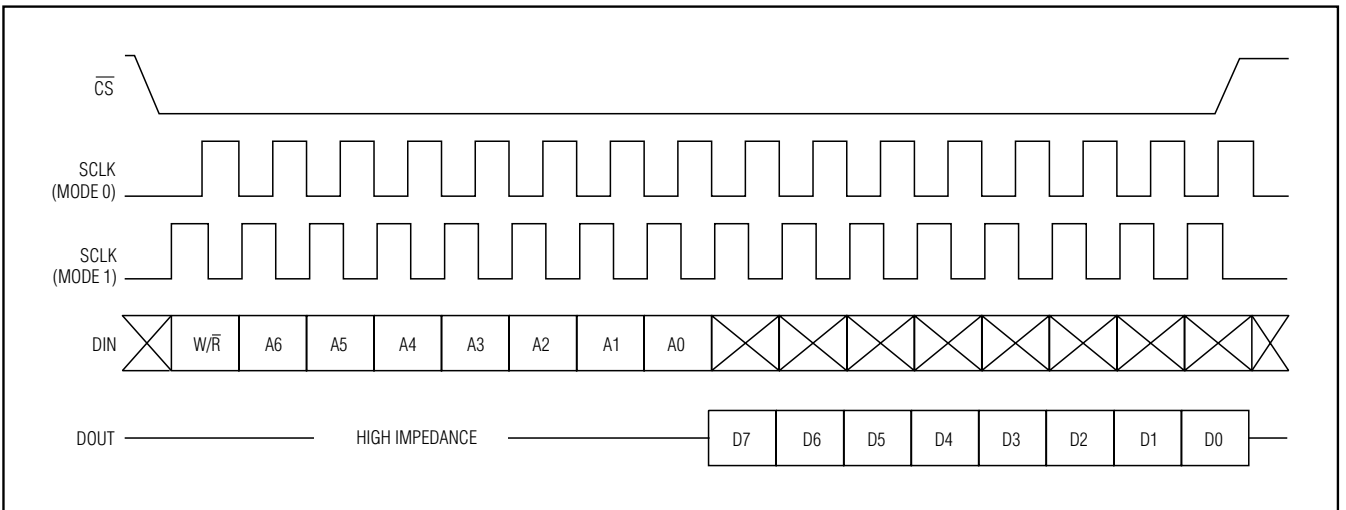 C̅S̅
SCLK
(MODE 0)
SCLK
(MODE 1)
DIN W/R̅ A6 A5 A4 A3 A2 A1 A0
DOUT HIGH IMPEDANCE D7 D6 D5 D4 D3 D2 D1 D0